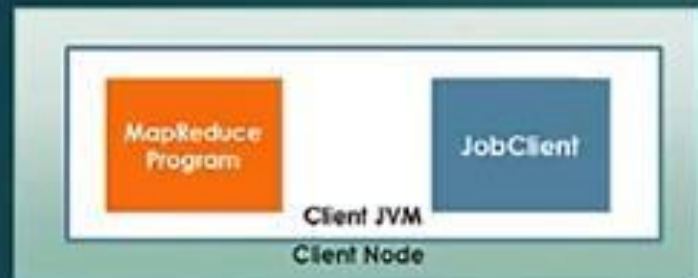 MapReduce
Program
JobClient
Client JVM
Client Node